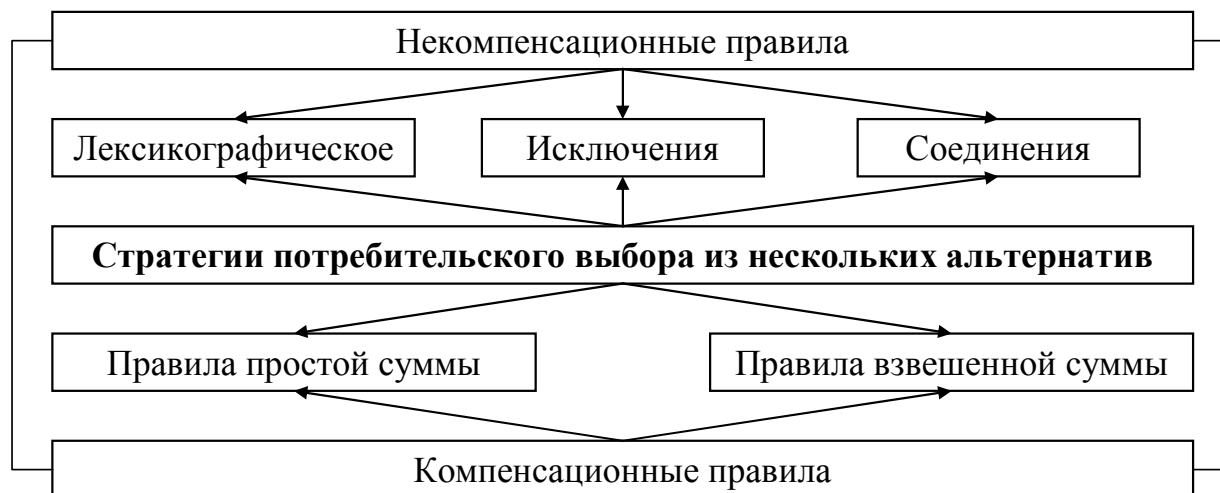 Некомпенсационные правила
Лексикографическое
Исключения
Соединения
Стратегии потребительского выбора из нескольких альтернатив
Правила простой суммы
Правила взвешенной суммы
Компенсационные правила